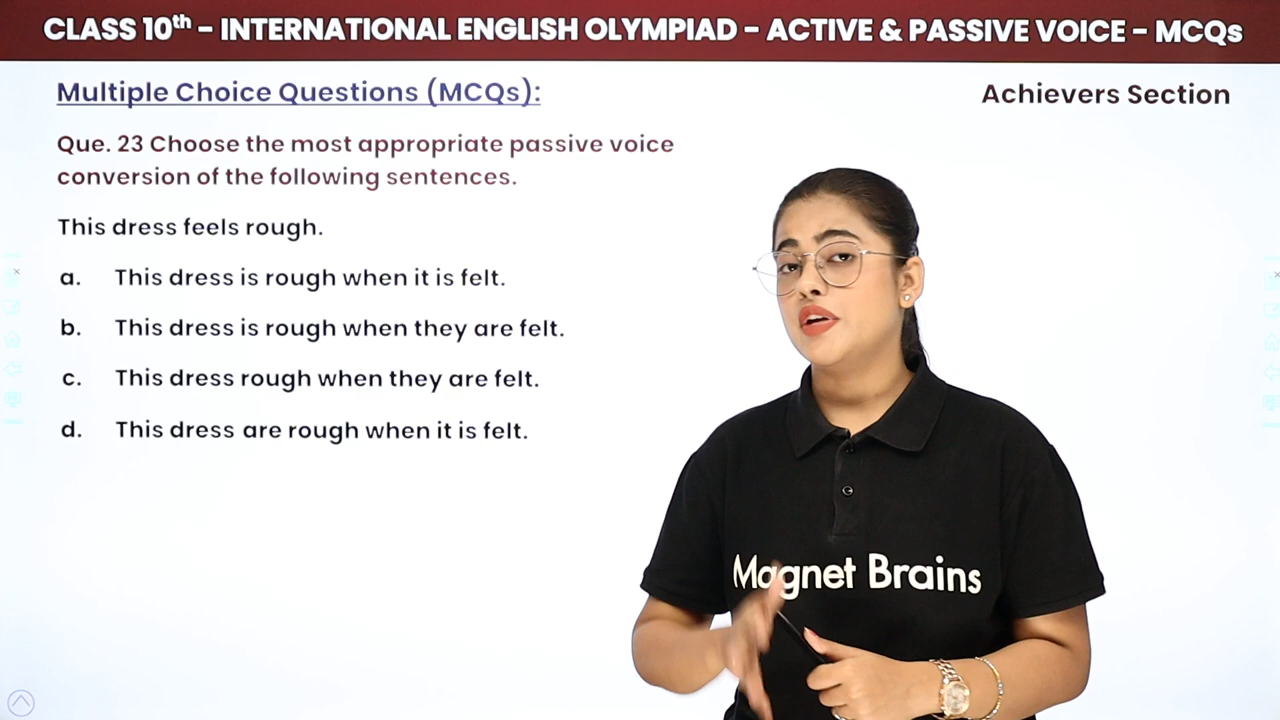 CLASS 10th – INTERNATIONAL ENGLISH OLYMPIAD – ACTIVE & PASSIVE VOICE – MCQs
Multiple Choice Questions (MCQs):
Achievers Section
Que. 23 Choose the most appropriate passive voice
conversion of the following sentences.
This dress feels rough.
a. This dress is rough when it is felt.
b. This dress is rough when they are felt.
c. This dress rough when they are felt.
d. This dress are rough when it is felt.
Magnet Brains